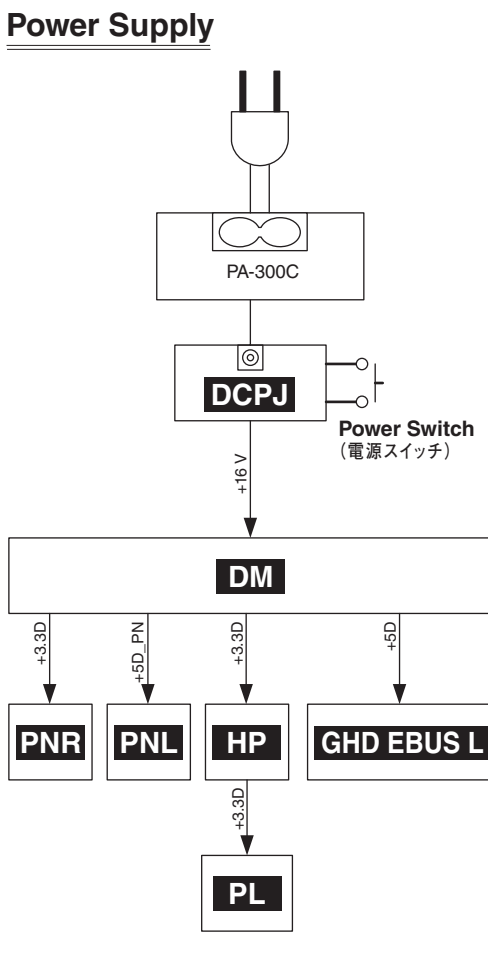 Power Supply
PA-300C
DCPJ
Power Switch
（電源スイッチ）
+16 V
DM
+3.3D
+5D_PN
+3.3D
+5D
PNR
PNL
HP
GHD EBUS L
+3.3D
PL